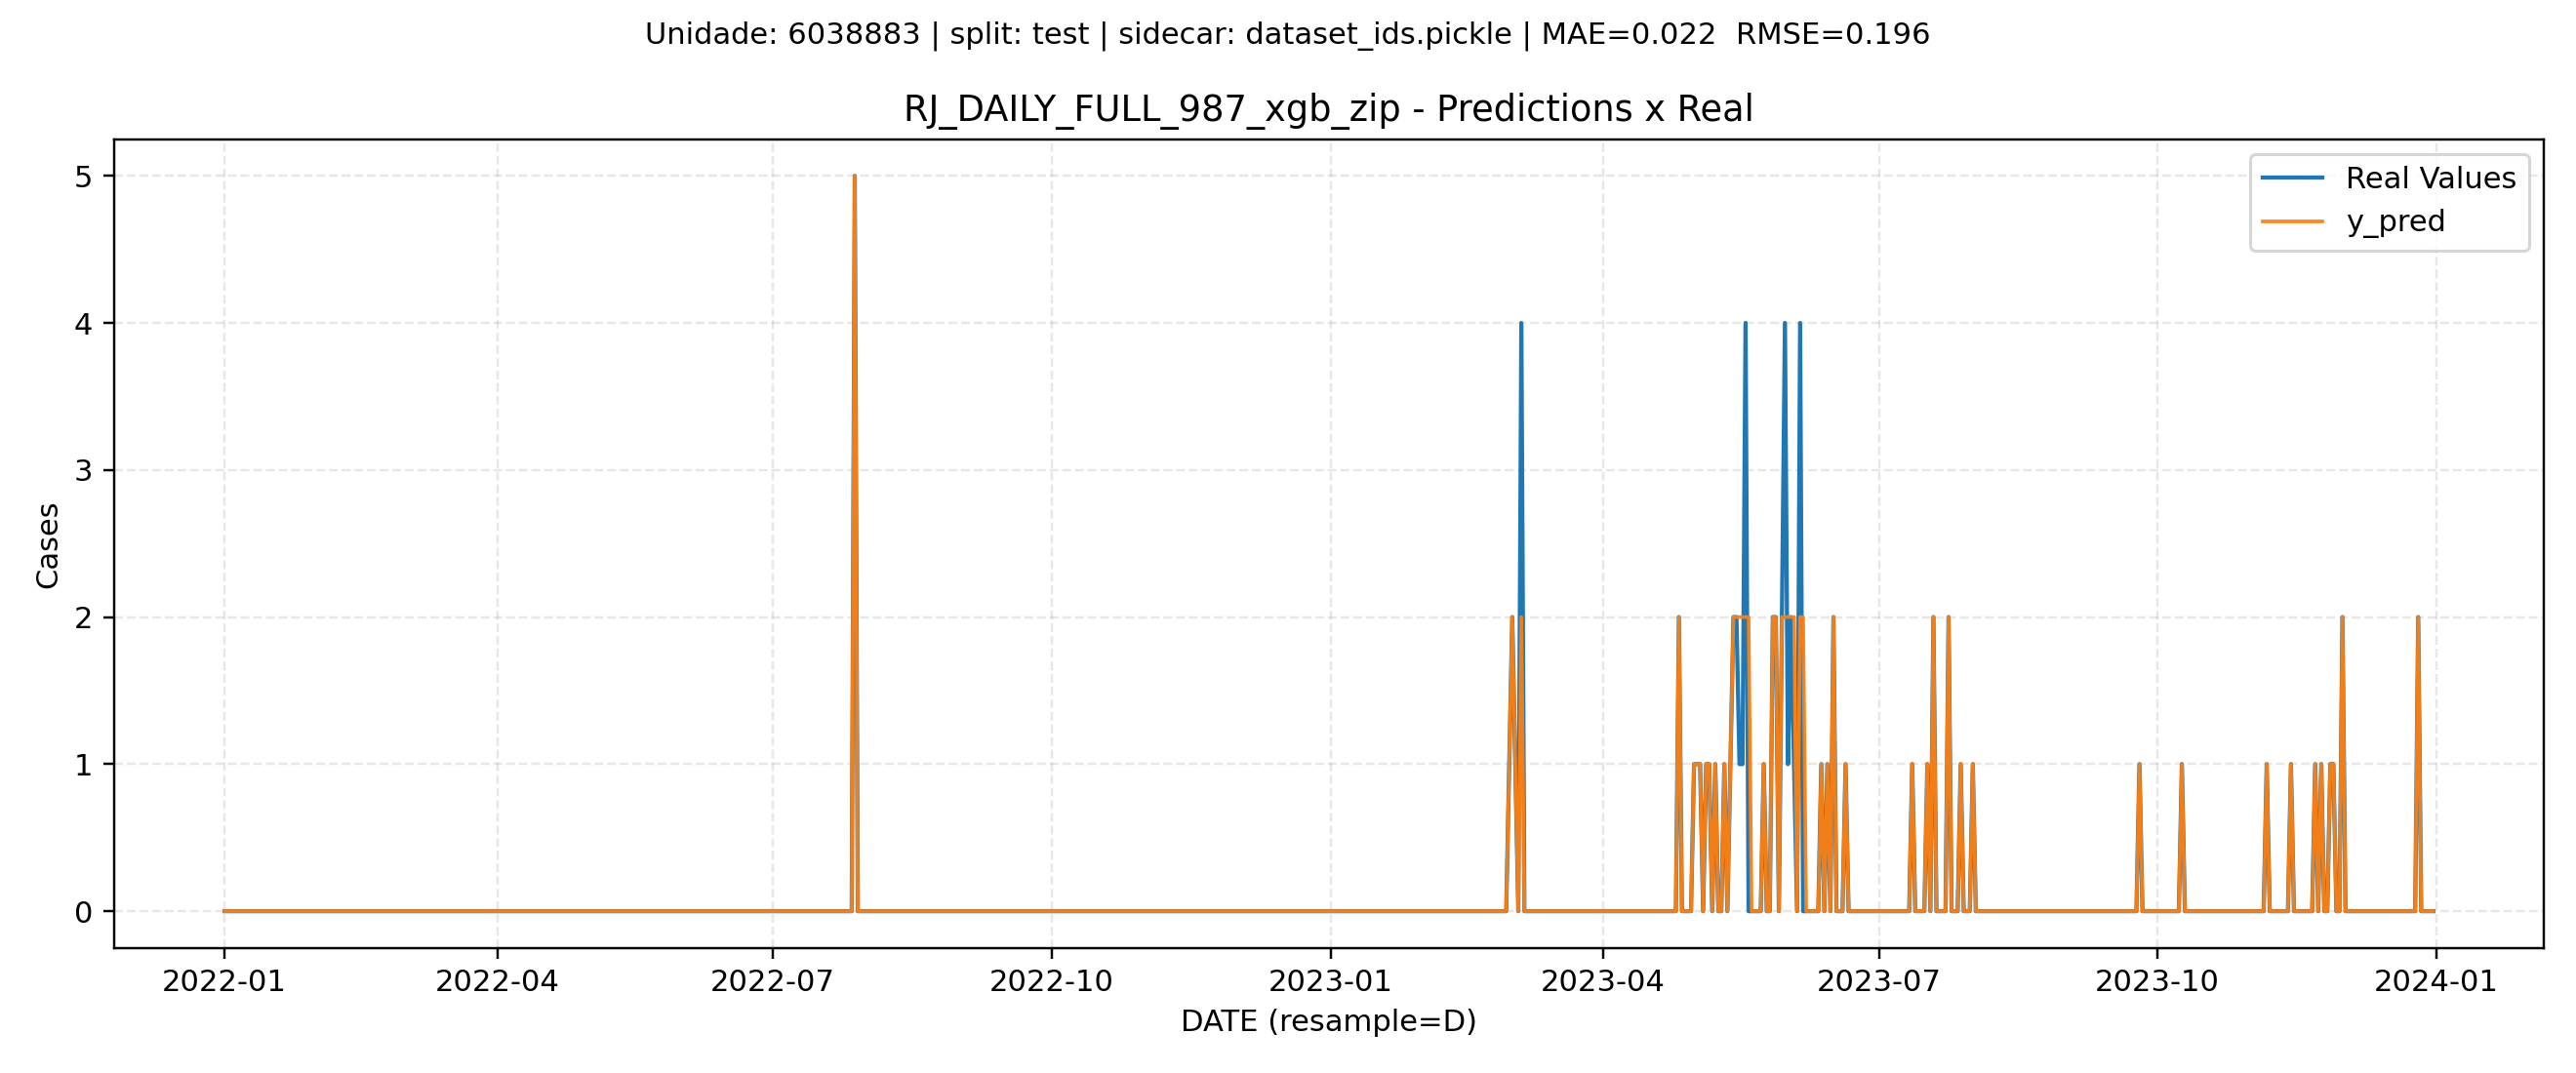 Unidade: 6038883 | split: test | sidecar: dataset_ids.pickle | MAE=0.022  RMSE=0.196
RJ_DAILY_FULL_987_xgb_zip - Predictions x Real
Real Values
y_pred
Cases
5
4
3
2
1
0
2022-01
2022-04
2022-07
2022-10
2023-01
2023-04
2023-07
2023-10
2024-01
DATE (resample=D)